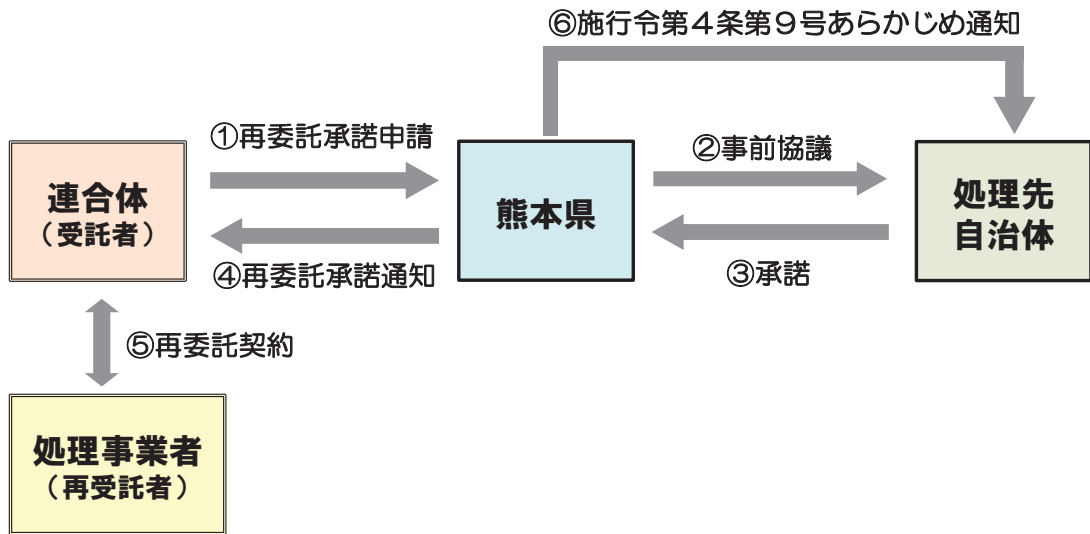 ⑥施行令第4条第9号あらかじめ通知
①再委託承諾申請
②事前協議
連合体
（受託者）
熊本県
処理先
自治体
④再委託承諾通知
③承諾
⑤再委託契約
処理事業者
（再受託者）